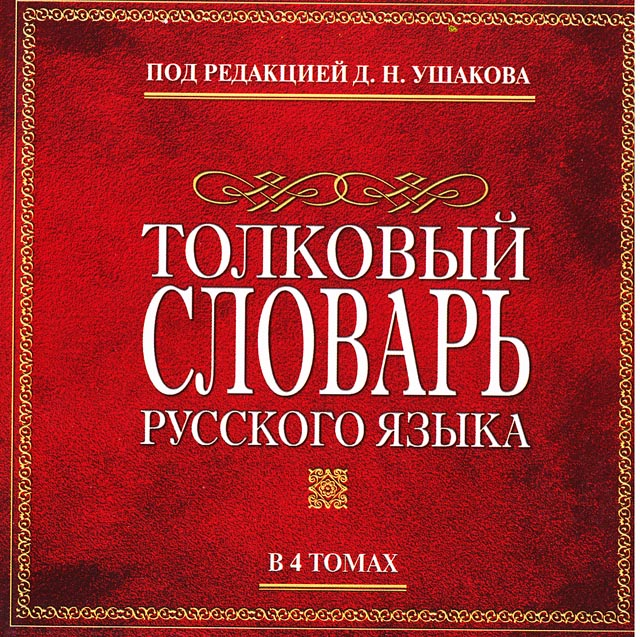 ПОД РЕДАКЦИЕЙ Д. Н. УШАКОВА
ТОЛКОВЫЙ
СЛОВАРЬ
РУССКОГО ЯЗЫКА
В 4 ТОМАХ